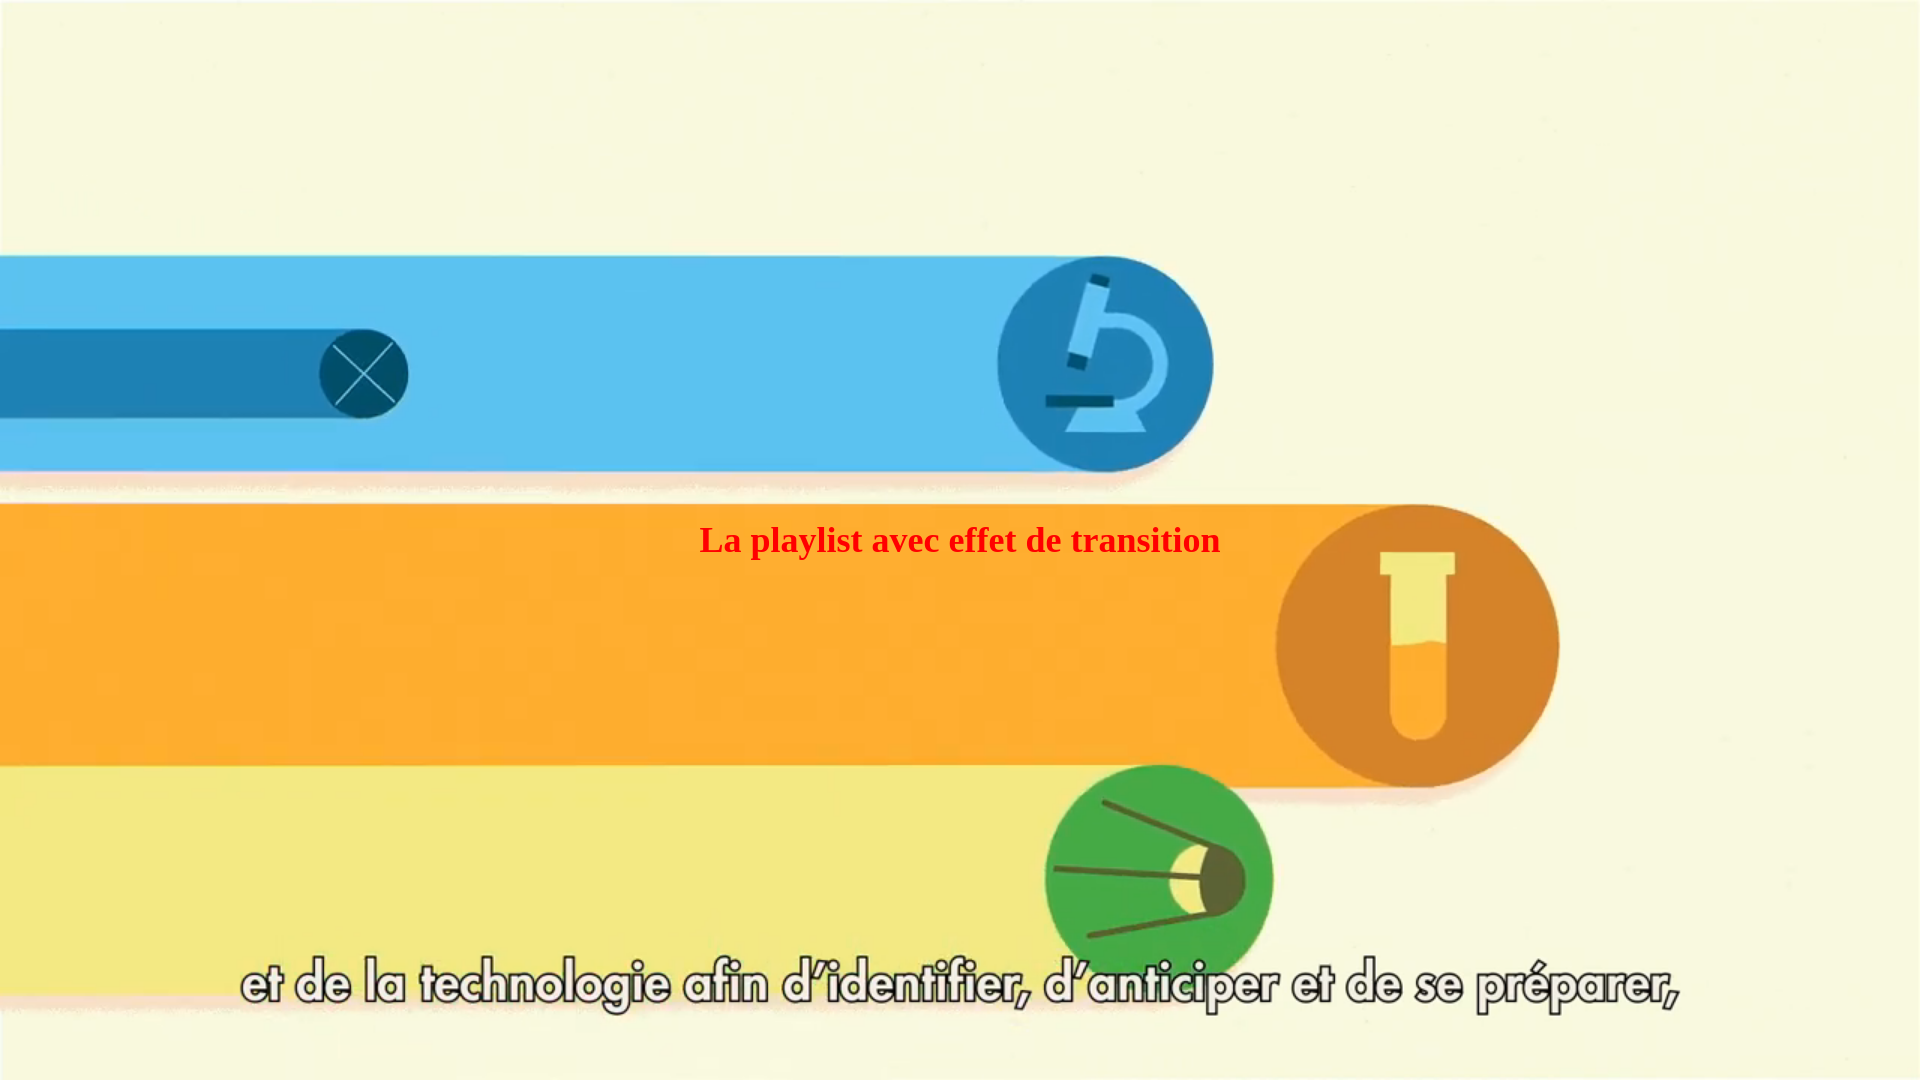 La playlist avec effet de transition
et de la technologie afin d’identifier, d’anticiper et de se préparer,